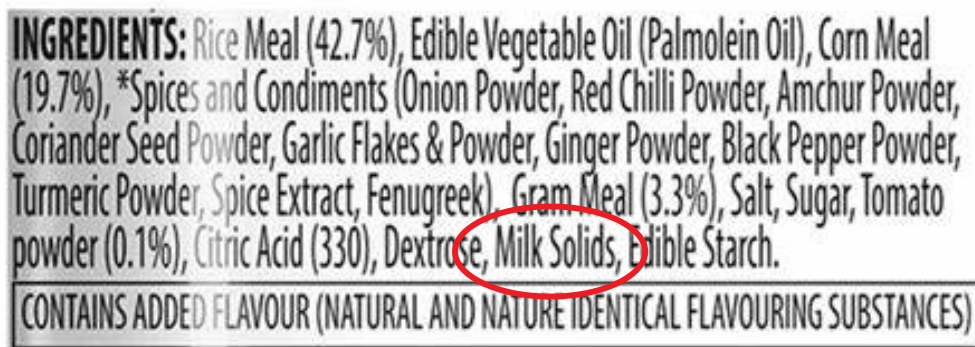 INGREDIENTS: Rice Meal (42.7%), Edible Vegetable Oil (Palmolein Oil), Corn Meal
(19.7%), *Spices and Condiments (Onion Powder, Red Chilli Powder, Amchur Powder,
Coriander Seed Powder, Garlic Flakes & Powder, Ginger Powder, Black Pepper Powder,
Turmeric Powder, Spice Extract, Fenugreek), Gram Meal (3.3%), Salt, Sugar, Tomato
powder (0.1%), Citric Acid (330), Dextrose, Milk Solids, Edible Starch.
CONTAINS ADDED FLAVOUR (NATURAL AND NATURE IDENTICAL FLAVOURING SUBSTANCES)